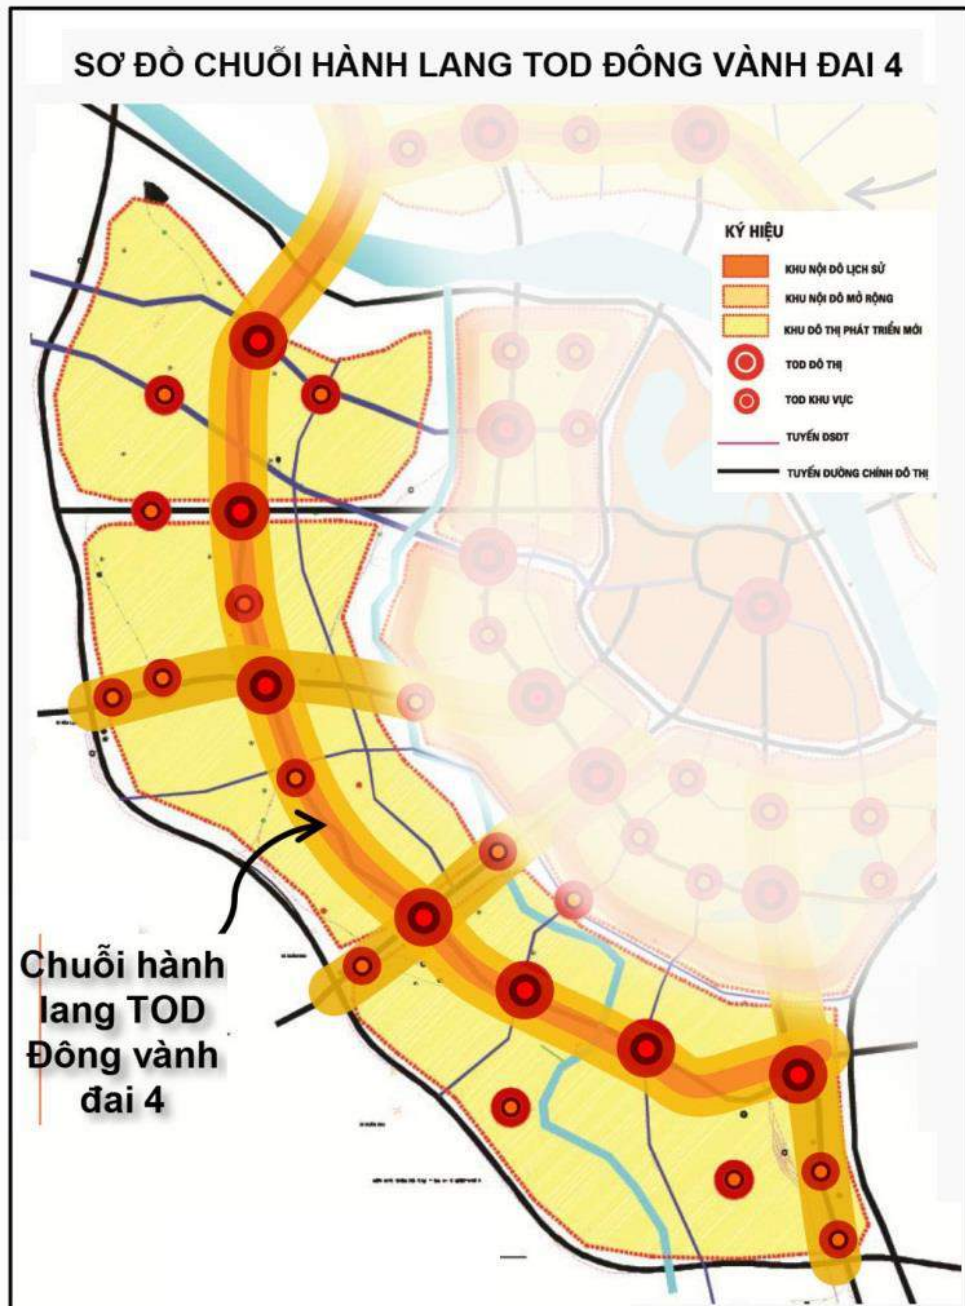 SƠ ĐỒ CHUỖI HÀNH LANG TOD ĐÔNG VÀNH ĐAI 4
KÝ HIỆU
KHU NỘI ĐÔ LỊCH SỬ
KHU NỘI ĐÔ MỞ RỘNG
KHU ĐÔ THỊ PHÁT TRIỂN MỚI
TOD ĐÔ THỊ
TOD KHU VỰC
TUYẾN DSĐT
TUYẾN ĐƯỜNG CHÍNH ĐÔ THỊ
Chuỗi hành
lang TOD
Đông vành
đai 4